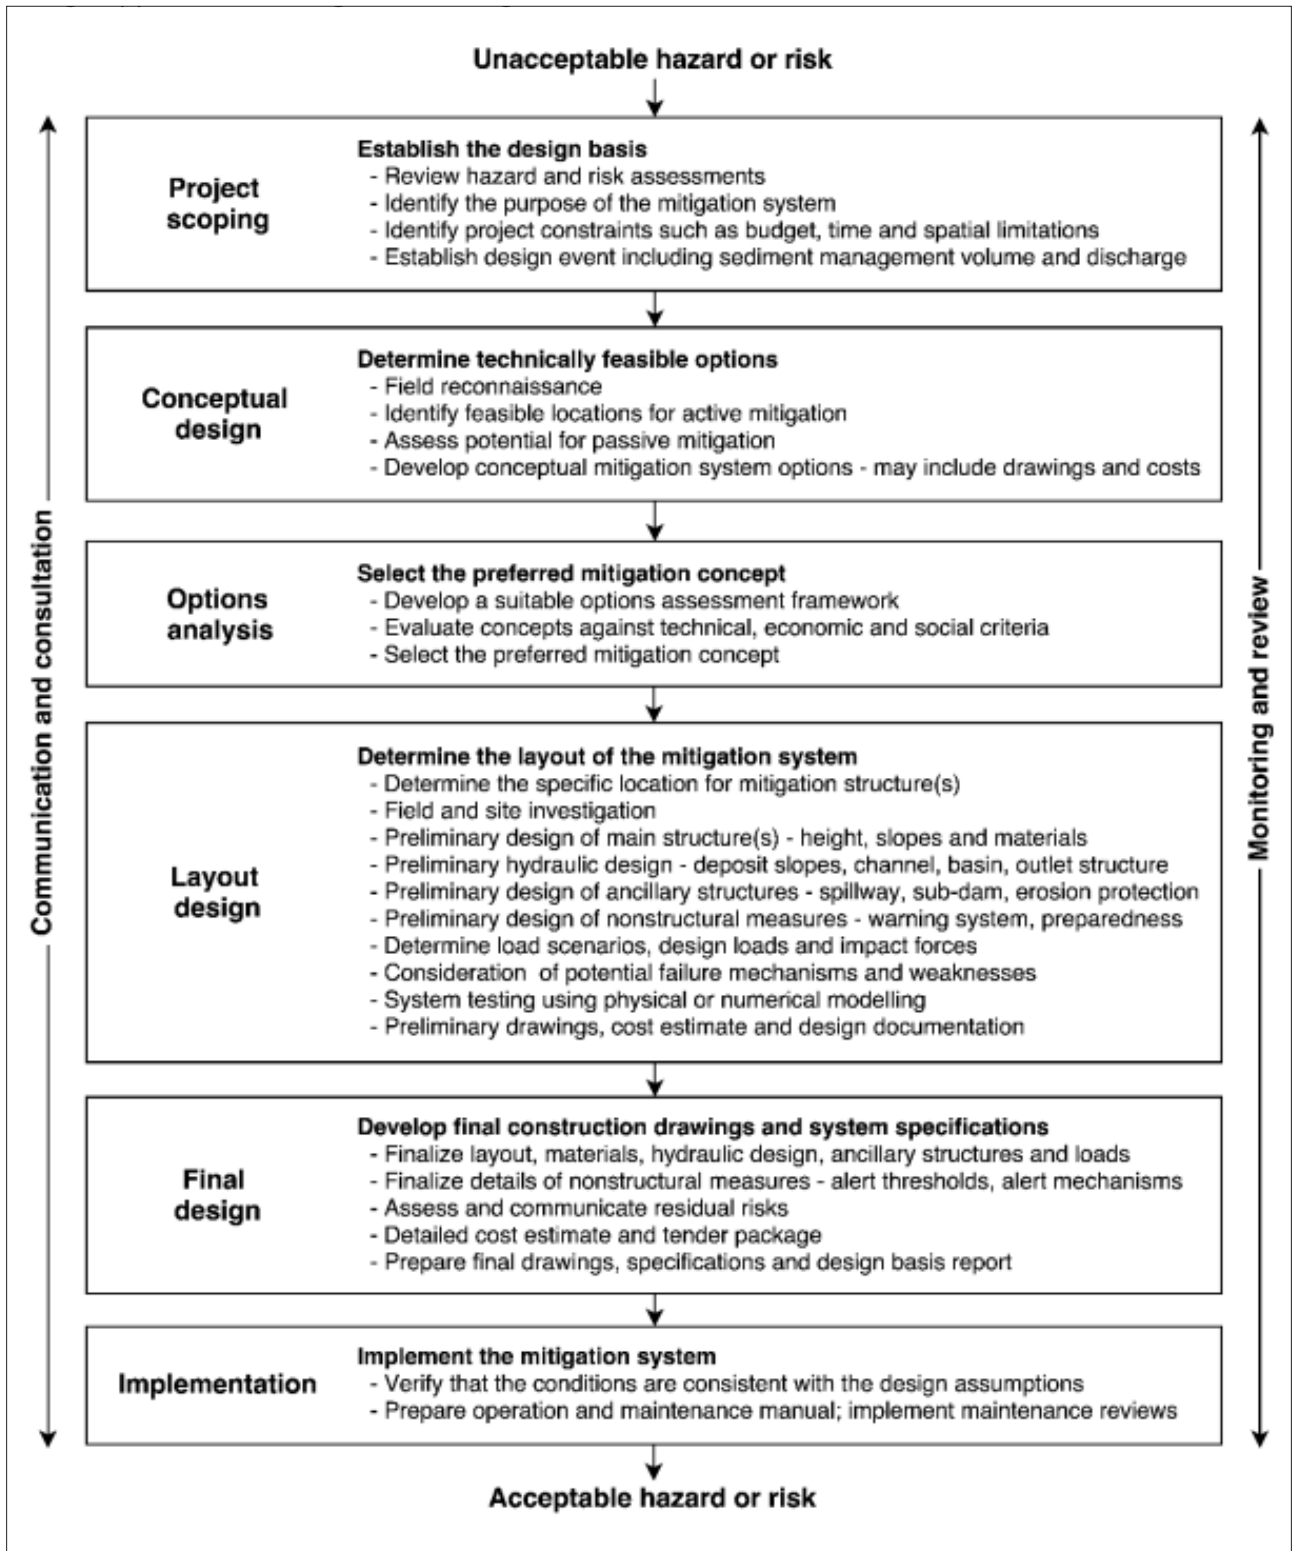 Unacceptable hazard or risk
Communication and consultation
Monitoring and review
Project
scoping
Establish the design basis
- Review hazard and risk assessments
- Identify the purpose of the mitigation system
- Identify project constraints such as budget, time and spatial limitations
- Establish design event including sediment management volume and discharge
Conceptual
design
Determine technically feasible options
- Field reconnaissance
- Identify feasible locations for active mitigation
- Assess potential for passive mitigation
- Develop conceptual mitigation system options - may include drawings and costs
Options
analysis
Select the preferred mitigation concept
- Develop a suitable options assessment framework
- Evaluate concepts against technical, economic and social criteria
- Select the preferred mitigation concept
Layout
design
Determine the layout of the mitigation system
- Determine the specific location for mitigation structure(s)
- Field and site investigation
- Preliminary design of main structure(s) - height, slopes and materials
- Preliminary hydraulic design - deposit slopes, channel, basin, outlet structure
- Preliminary design of ancillary structures - spillway, sub-dam, erosion protection
- Preliminary design of nonstructural measures - warning system, preparedness
- Determine load scenarios, design loads and impact forces
- Consideration of potential failure mechanisms and weaknesses
- System testing using physical or numerical modelling
- Preliminary drawings, cost estimate and design documentation
Final
design
Develop final construction drawings and system specifications
- Finalize layout, materials, hydraulic design, ancillary structures and loads
- Finalize details of nonstructural measures - alert thresholds, alert mechanisms
- Assess and communicate residual risks
- Detailed cost estimate and tender package
- Prepare final drawings, specifications and design basis report
Implementation
Implement the mitigation system
- Verify that the conditions are consistent with the design assumptions
- Prepare operation and maintenance manual; implement maintenance reviews
Acceptable hazard or risk